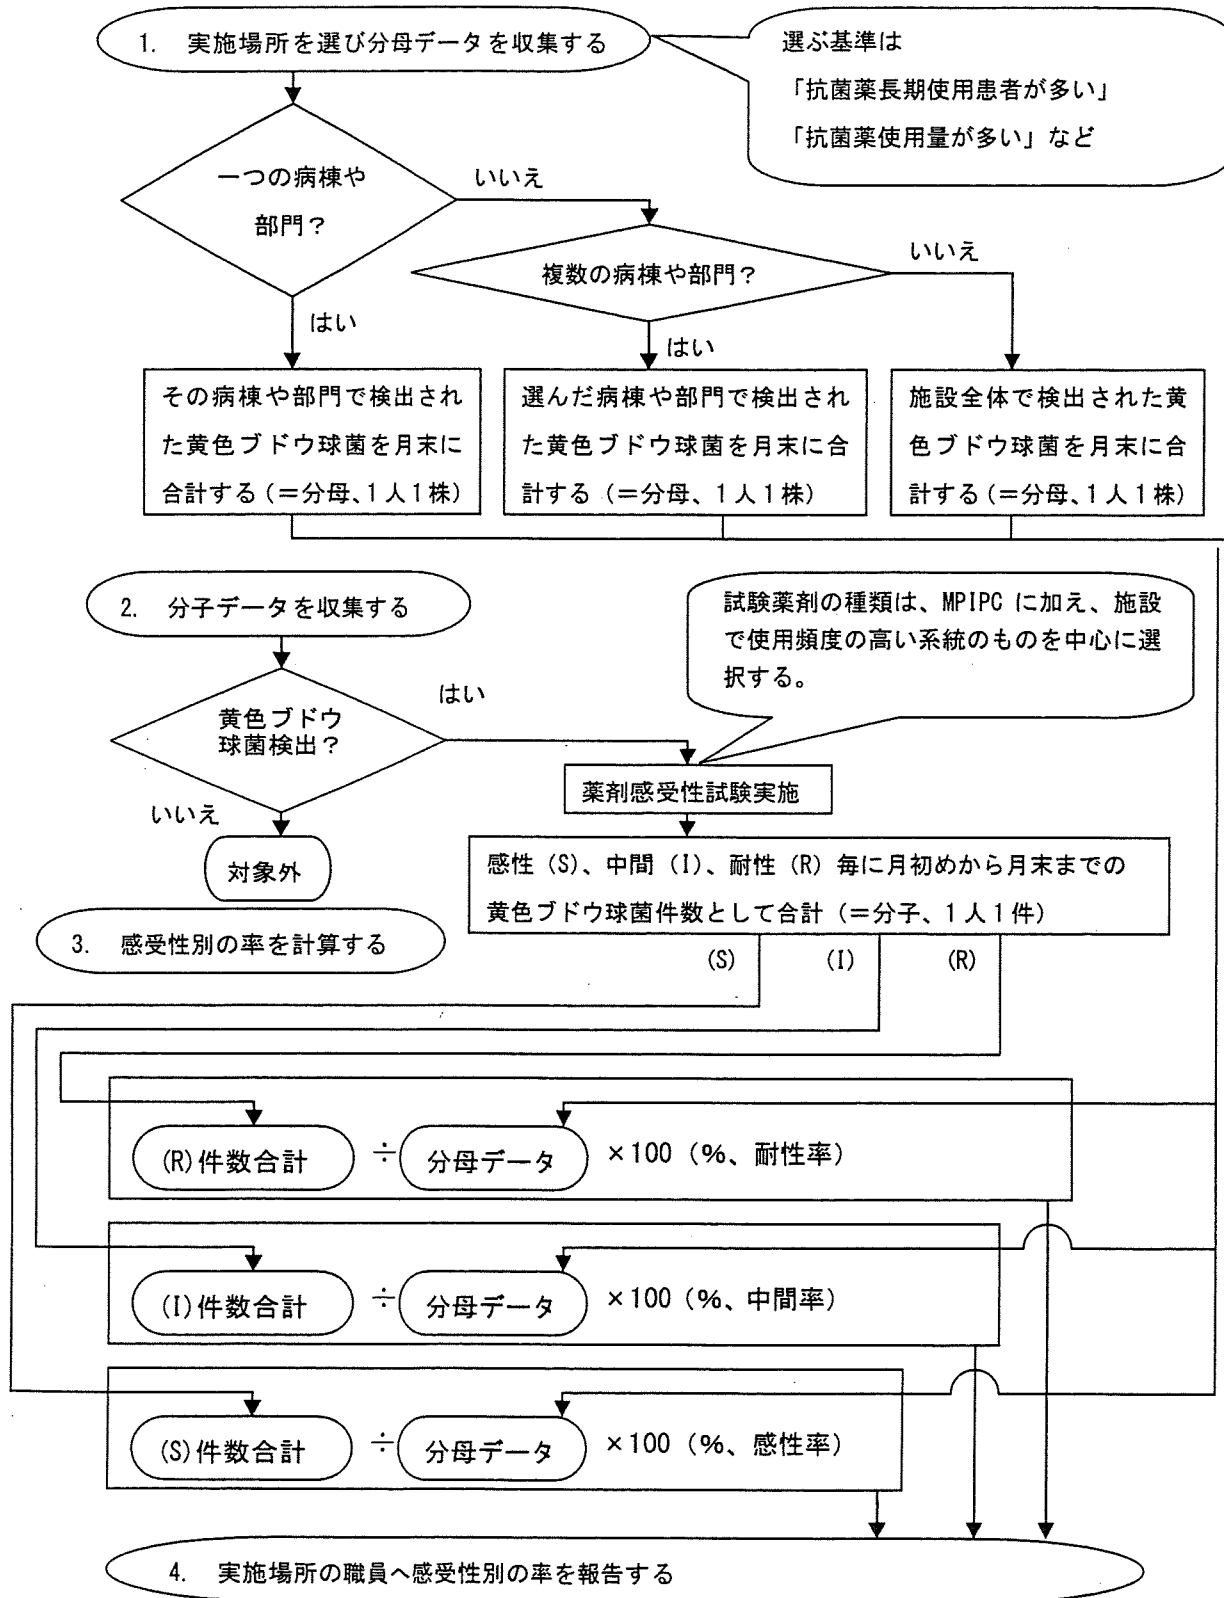 1. 実施場所を選び分母データを収集する
選ぶ基準は
「抗菌薬長期使用患者が多い」
「抗菌薬使用量が多い」など
一つの病棟や
部門？
いいえ
はい
複数の病棟や部門？
いいえ
はい
その病棟や部門で検出され
た黄色ブドウ球菌を月末に
合計する（＝分母、1人1株）
選んだ病棟や部門で検出され
た黄色ブドウ球菌を月末に合
計する（＝分母、1人1株）
施設全体で検出された黄
色ブドウ球菌を月末に合
計する（＝分母、1人1株）
2. 分子データを収集する
試験薬剤の種類は、MPIPC に加え、施設
で使用頻度の高い系統のものを中心に選
択する。
黄色ブドウ
球菌検出？
はい
いいえ
薬剤感受性試験実施
対象外
感性（S）、中間（I）、耐性（R）毎に月初めから月末までの
黄色ブドウ球菌件数として合計（＝分子、1人1件）
3. 感受性別の率を計算する
(S) (I) (R)
(R)件数合計 ÷ 分母データ ×100（%、耐性率）
(I)件数合計 ÷ 分母データ ×100（%、中間率）
(S)件数合計 ÷ 分母データ ×100（%、感性率）
4. 実施場所の職員へ感受性別の率を報告する